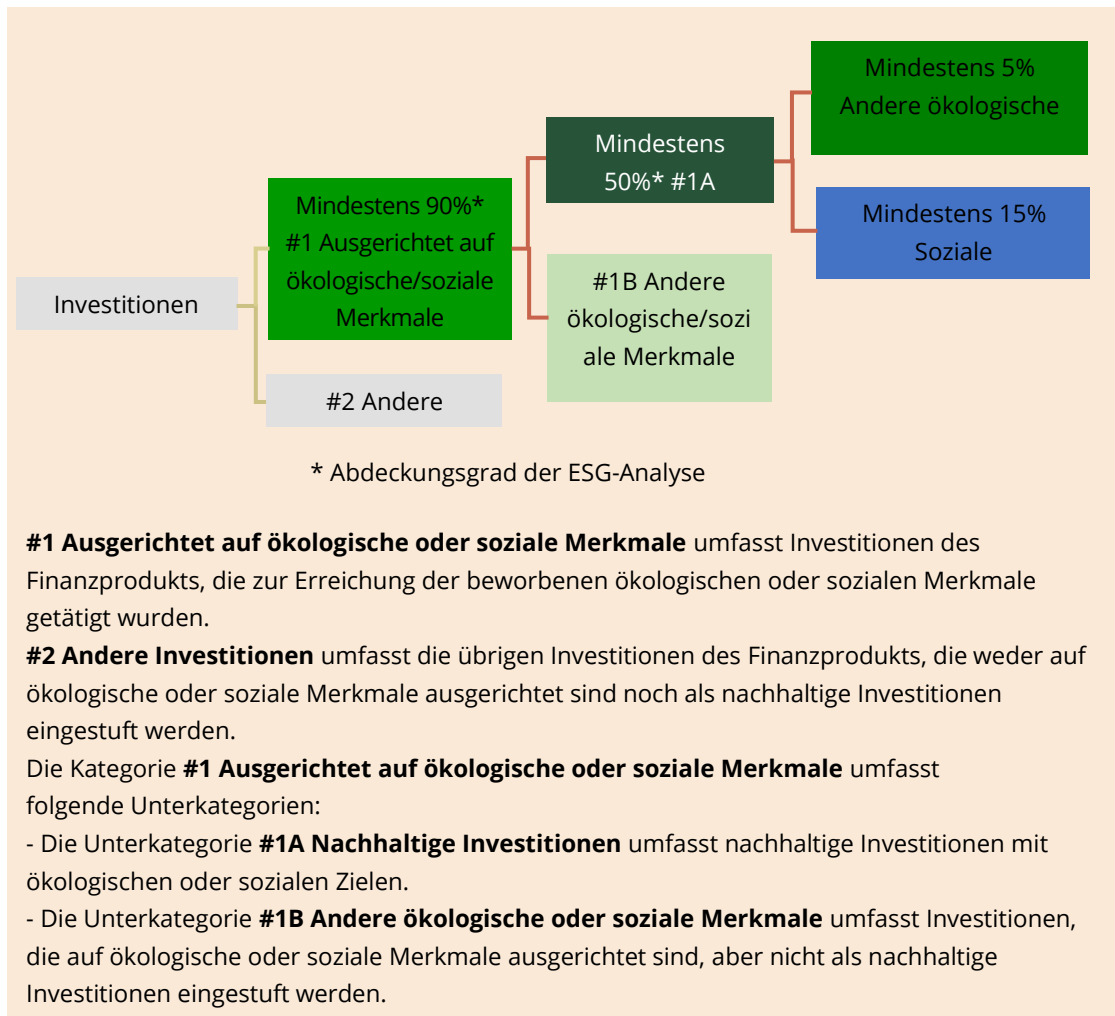 Mindestens 5%
Andere ökologische
Mindestens
50%* #1A
Mindestens 15%
Soziale
Mindestens 90%*
#1 Ausgerichtet auf
ökologische/soziale
Merkmale
#1B Andere
ökologische/sozi
ale Merkmale
Investitionen
#2 Andere
* Abdeckungsgrad der ESG-Analyse
#1 Ausgerichtet auf ökologische oder soziale Merkmale umfasst Investitionen des
Finanzprodukts, die zur Erreichung der beworbenen ökologischen oder sozialen Merkmale
getätigt wurden.
#2 Andere Investitionen umfasst die übrigen Investitionen des Finanzprodukts, die weder auf
ökologische oder soziale Merkmale ausgerichtet sind noch als nachhaltige Investitionen
eingestuft werden.
Die Kategorie #1 Ausgerichtet auf ökologische oder soziale Merkmale umfasst
folgende Unterkategorien:
- Die Unterkategorie #1A Nachhaltige Investitionen umfasst nachhaltige Investitionen mit
ökologischen oder sozialen Zielen.
- Die Unterkategorie #1B Andere ökologische oder soziale Merkmale umfasst Investitionen,
die auf ökologische oder soziale Merkmale ausgerichtet sind, aber nicht als nachhaltige
Investitionen eingestuft werden.